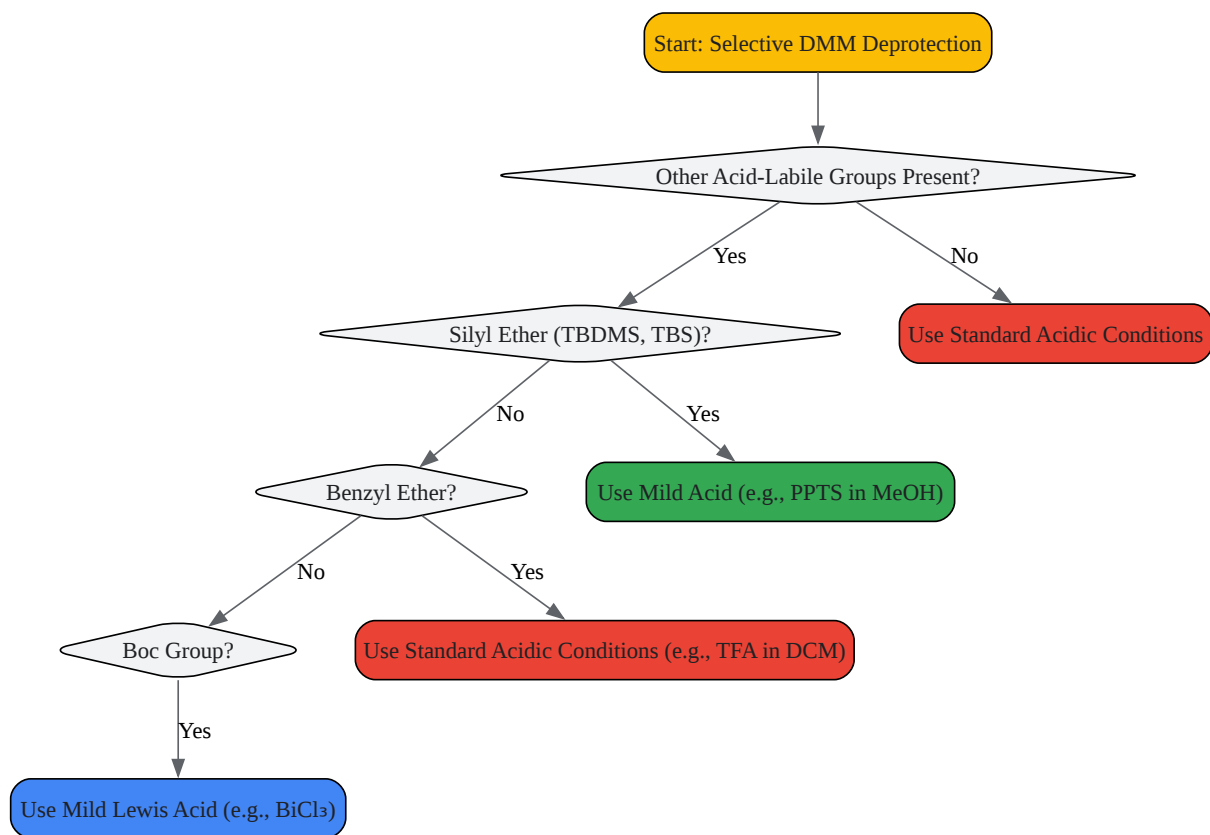 Start: Selective DMM Deprotection
Other Acid-Labile Groups Present?
Yes
No
Silyl Ether (TBDMS, TBS)?
Use Standard Acidic Conditions
No
Yes
Benzyl Ether?
Use Mild Acid (e.g., PPTS in MeOH)
No
Yes
Boc Group?
Use Standard Acidic Conditions (e.g., TFA in DCM)
Yes
Use Mild Lewis Acid (e.g., BiCl₃)